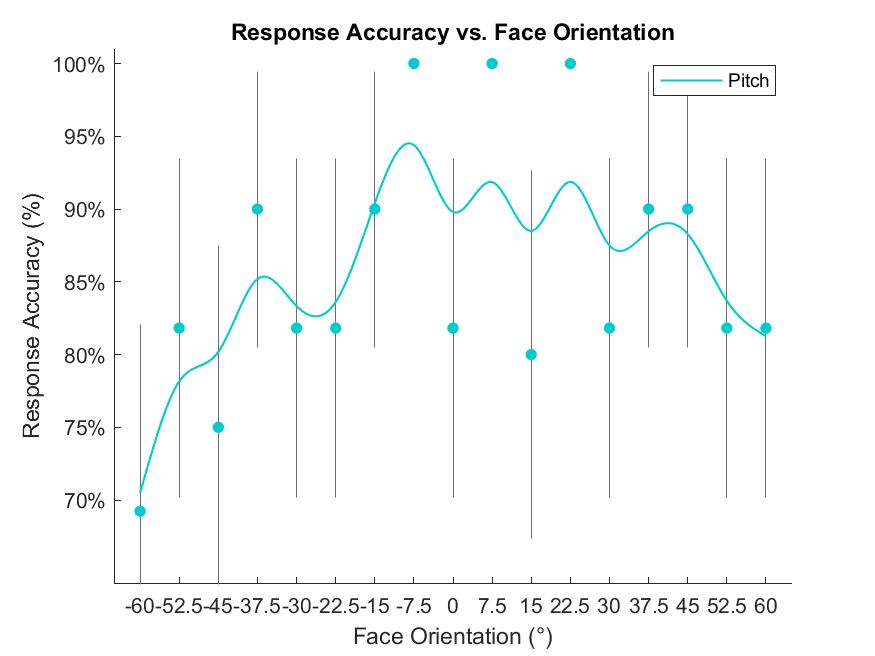 Response Accuracy vs. Face Orientation
Pitch
Response Accuracy (%)
100%
95%
90%
85%
80%
75%
70%
-60 -52.5 -45 -37.5 -30 -22.5 -15 -7.5 0 7.5 15 22.5 30 37.5 45 52.5 60
Face Orientation (°)